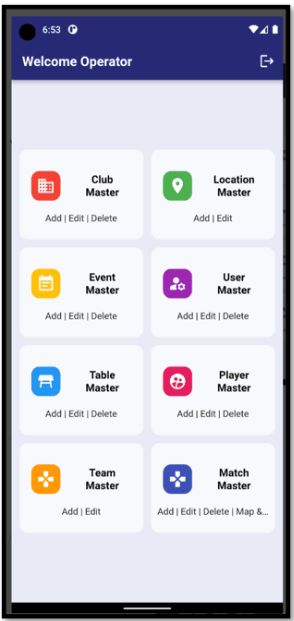 6:53
Welcome Operator
Club
Master
Add | Edit | Delete
Location
Master
Add | Edit
Event
Master
Add | Edit | Delete
User
Master
Add | Edit | Delete
Table
Master
Add | Edit | Delete
Player
Master
Add | Edit | Delete
Team
Master
Add | Edit
Match
Master
Add | Edit | Delete | Map &...